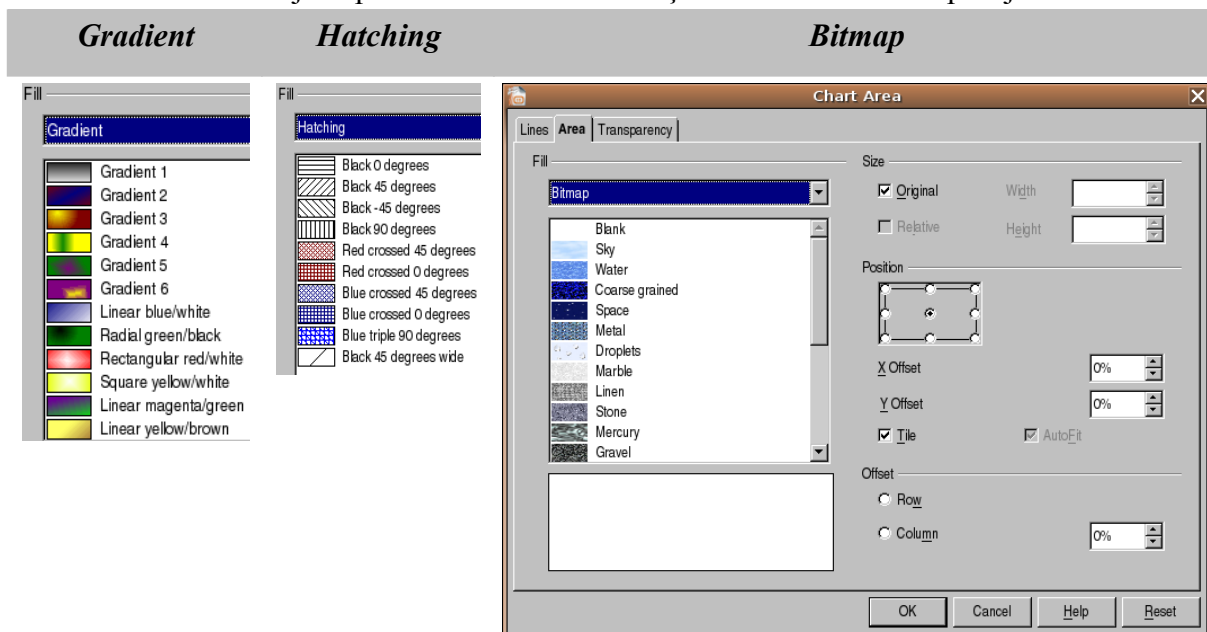 Gradient Hatching Bitmap
Fill
Gradient
Gradient 1
Gradient 2
Gradient 3
Gradient 4
Gradient 5
Gradient 6
Linear blue/white
Radial green/black
Rectangular red/white
Square yellow/white
Linear magenta/green
Linear yellow/brown
Fill
Hatching
Black 0 degrees
Black 45 degrees
Black -45 degrees
Black 90 degrees
Red crossed 45 degrees
Red crossed 0 degrees
Blue crossed 45 degrees
Blue crossed 0 degrees
Blue triple 90 degrees
Black 45 degrees wide
Chart Area
Lines Area Transparency
Fill
Bitmap
Blank
Sky
Water
Coarse grained
Space
Metal
Droplets
Marble
Linen
Stone
Mercury
Gravel
Size
Original Width
Relative Height
Position
X Offset 0%
Y Offset 0%
Tile AutoFit
Offset
Row
Column 0%
OK Cancel Help Reset